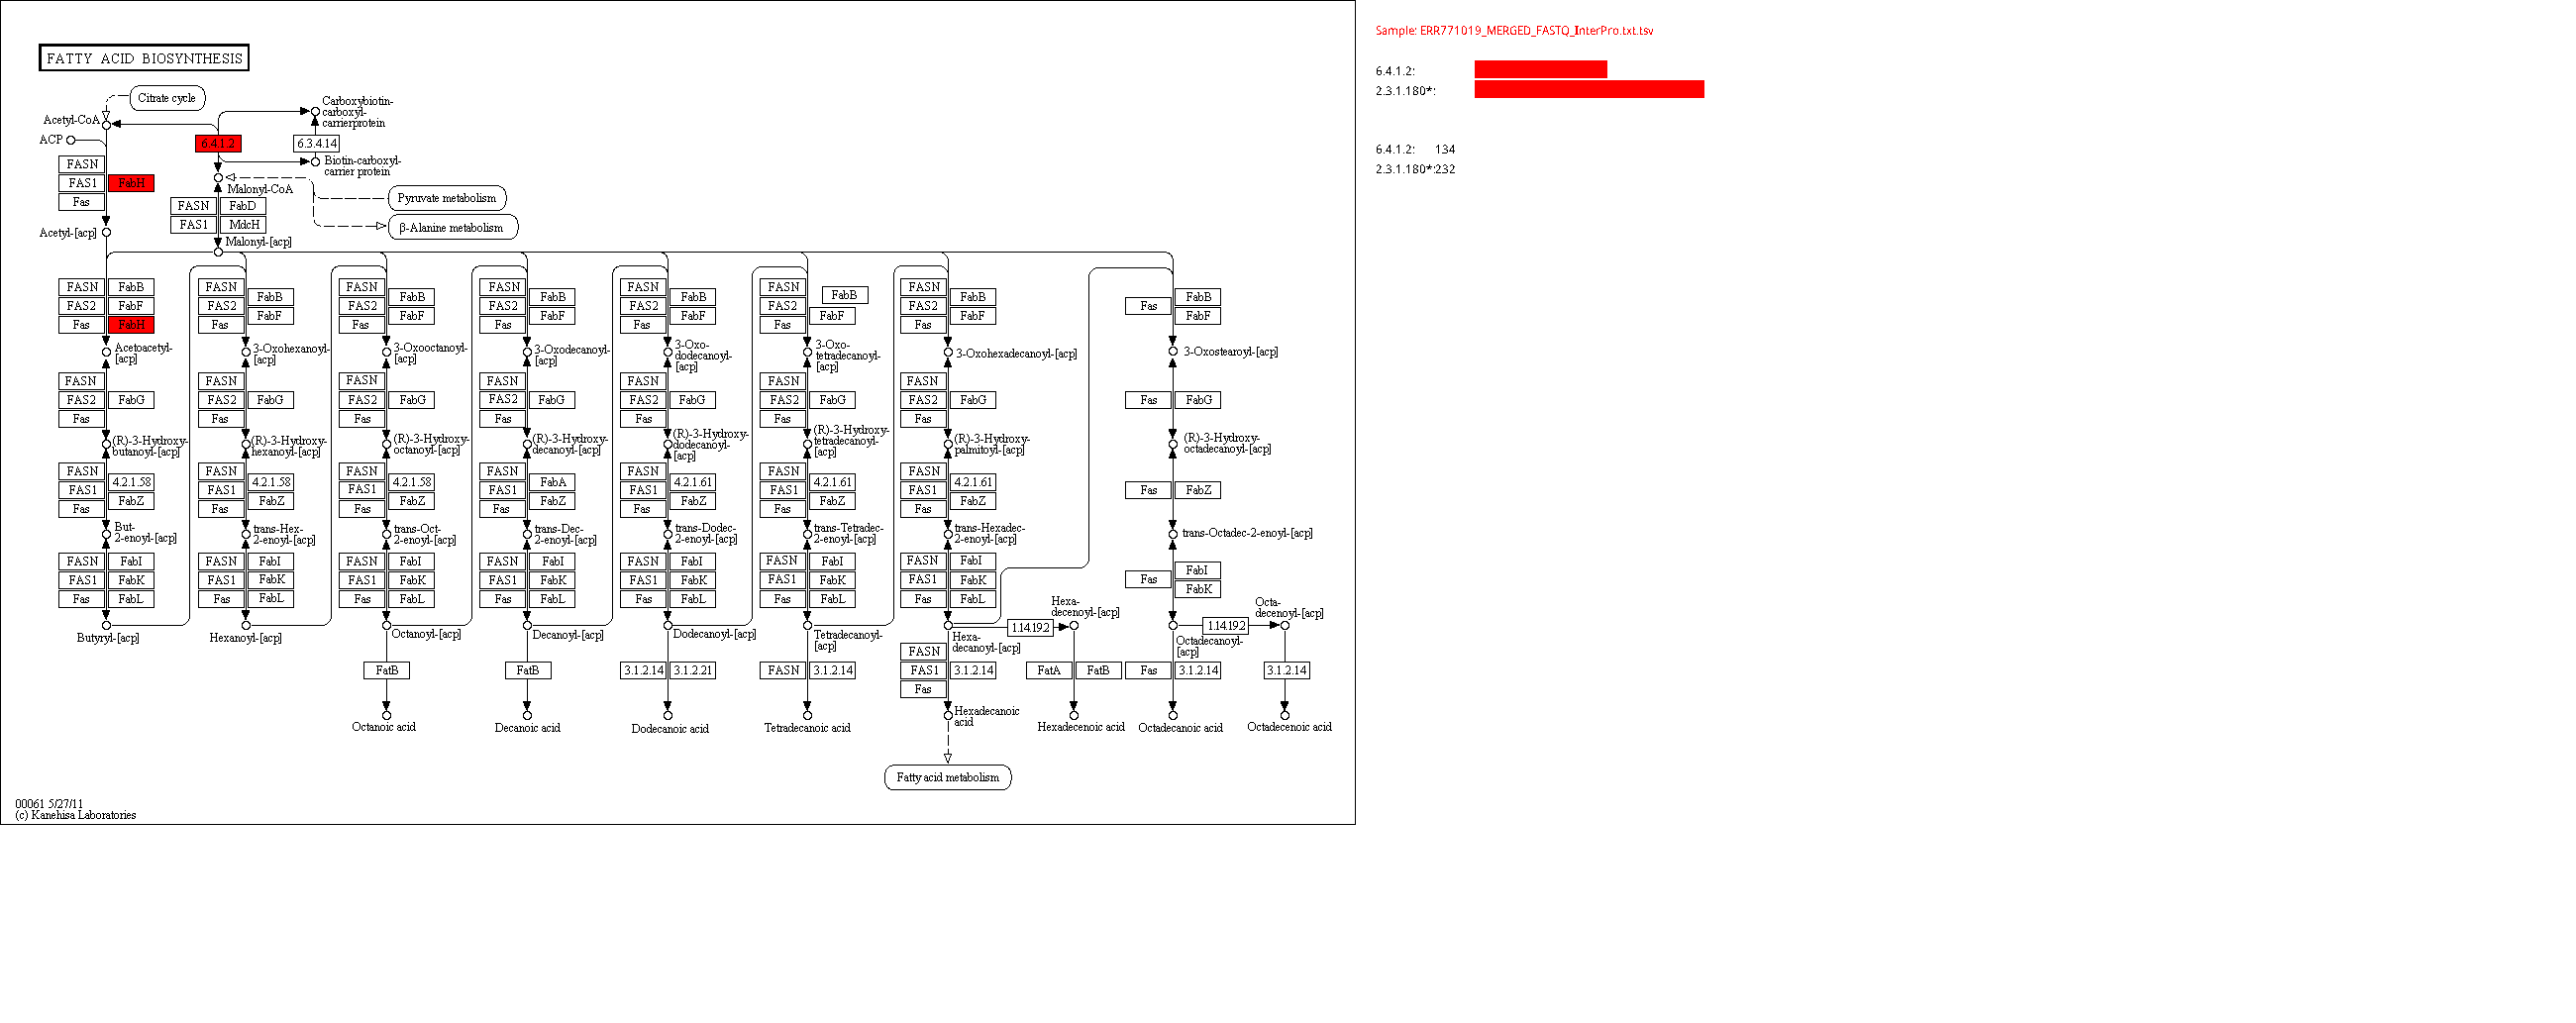 FATTY ACID BIOSYNTHESIS
Sample: ERR771019_MERGED_FASTQ_InterPro.txt.tsv
6.4.1.2:
2.3.1.180*:
6.4.1.2: 134
2.3.1.180*:232
Citrate cycle
Carboxybiotin-
carboxyl-
carrierprotein
Acetyl-CoA
ACP
6.4.1.2
6.3.4.14
Biotin-carboxyl-
carrier protein
FASN
FAS1 FabH
Fas
Malonyl-CoA
Pyruvate metabolism
FASN FabD
FAS1 MdcH
β-Alanine metabolism
Acetyl-[acp]
Malonyl-[acp]
FASN FabB
FAS2 FabF
Fas FabH
FASN FabB
FAS2 FabF
Fas
FASN FabB
FAS2 FabF
Fas
FASN FabB
FAS2 FabF
Fas
FASN FabB
FAS2 FabF
Fas
FASN FabB
FAS2 FabF
Fas
FASN FabB
FAS2 FabF
Fas
Fas FabB
FabF
Acetoacetyl-
[acp]
3-Oxohexanoyl-
[acp]
3-Oxooctanoyl-
[acp]
3-Oxodecanoyl-
[acp]
3-Oxo-
dodecanoyl-
[acp]
3-Oxo-
tetradecanoyl-
[acp]
3-Oxohexadecanoyl-[acp]
3-Oxostearoyl-[acp]
FASN
FAS2 FabG
Fas
FASN
FAS2 FabG
Fas
FASN
FAS2 FabG
Fas
FASN
FAS2 FabG
Fas
FASN
FAS2 FabG
Fas
FASN
FAS2 FabG
Fas
FASN
FAS2 FabG
Fas
Fas FabG
(R)-3-Hydroxy-
butanoyl-[acp]
(R)-3-Hydroxy-
hexanoyl-[acp]
(R)-3-Hydroxy-
octanoyl-[acp]
(R)-3-Hydroxy-
decanoyl-[acp]
(R)-3-Hydroxy-
dodecanoyl-
[acp]
(R)-3-Hydroxy-
tetradecanoyl-
[acp]
(R)-3-Hydroxy-
palmitoyl-[acp]
(R)-3-Hydroxy-
octadecanoyl-[acp]
FASN 4.2.1.58
FAS1 FabZ
Fas
FASN 4.2.1.58
FAS1 FabZ
Fas
FASN 4.2.1.58
FAS1 FabZ
Fas
FASN FabA
FAS1 FabZ
Fas
FASN 4.2.1.61
FAS1 FabZ
Fas
FASN 4.2.1.61
FAS1 FabZ
Fas
FASN 4.2.1.61
FAS1 FabZ
Fas
Fas FabZ
But-
2-enoyl-[acp]
trans-Hex-
2-enoyl-[acp]
trans-Oct-
2-enoyl-[acp]
trans-Dec-
2-enoyl-[acp]
trans-Dodec-
2-enoyl-[acp]
trans-Tetradec-
2-enoyl-[acp]
trans-Hexadec-
2-enoyl-[acp]
trans-Octadec-2-enoyl-[acp]
FASN FabI
FAS1 FabK
Fas FabL
FASN FabI
FAS1 FabK
Fas FabL
FASN FabI
FAS1 FabK
Fas FabL
FASN FabI
FAS1 FabK
Fas FabL
FASN FabI
FAS1 FabK
Fas FabL
FASN FabI
FAS1 FabK
Fas FabL
FASN FabI
FAS1 FabK
Fas FabL
Fas FabI
FabK
Butyryl-[acp]
Hexanoyl-[acp]
Octanoyl-[acp]
Decanoyl-[acp]
Dodecanoyl-[acp]
Tetradecanoyl-
[acp]
Hexa-
decanoyl-[acp]
1.14.19.2
Hexa-
decenoyl-[acp]
Octadecanoyl-
[acp]
1.14.19.2
Octa-
decenoyl-[acp]
FatB
FatB
3.1.2.14 3.1.2.21
FASN 3.1.2.14
FASN
FAS1 3.1.2.14
Fas
FatA FatB
Fas 3.1.2.14
3.1.2.14
Octanoic acid
Decanoic acid
Dodecanoic acid
Tetradecanoic acid
Hexadecanoic
acid
Hexadecenoic acid
Octadecanoic acid
Octadecenoic acid
Fatty acid metabolism
00061 5/27/11
(c) Kanehisa Laboratories